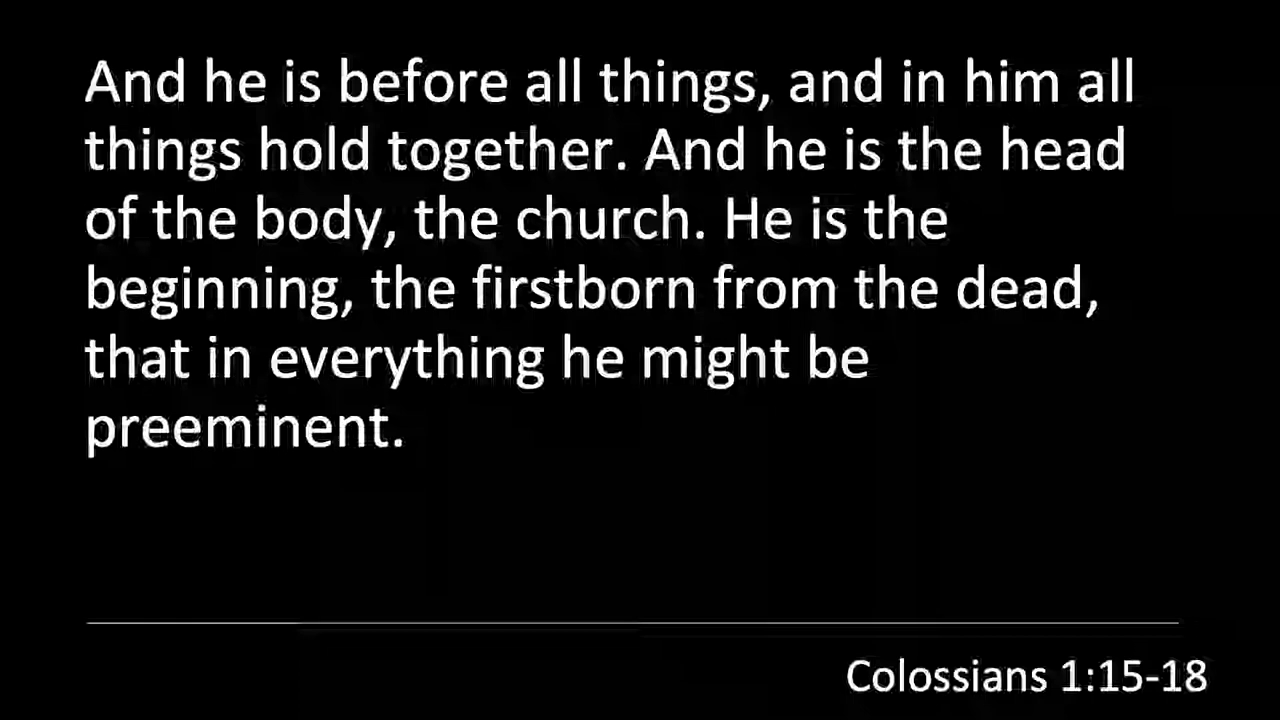 And he is before all things, and in him all
things hold together. And he is the head
of the body, the church. He is the
beginning, the firstborn from the dead,
that in everything he might be
preeminent.
Colossians 1:15-18